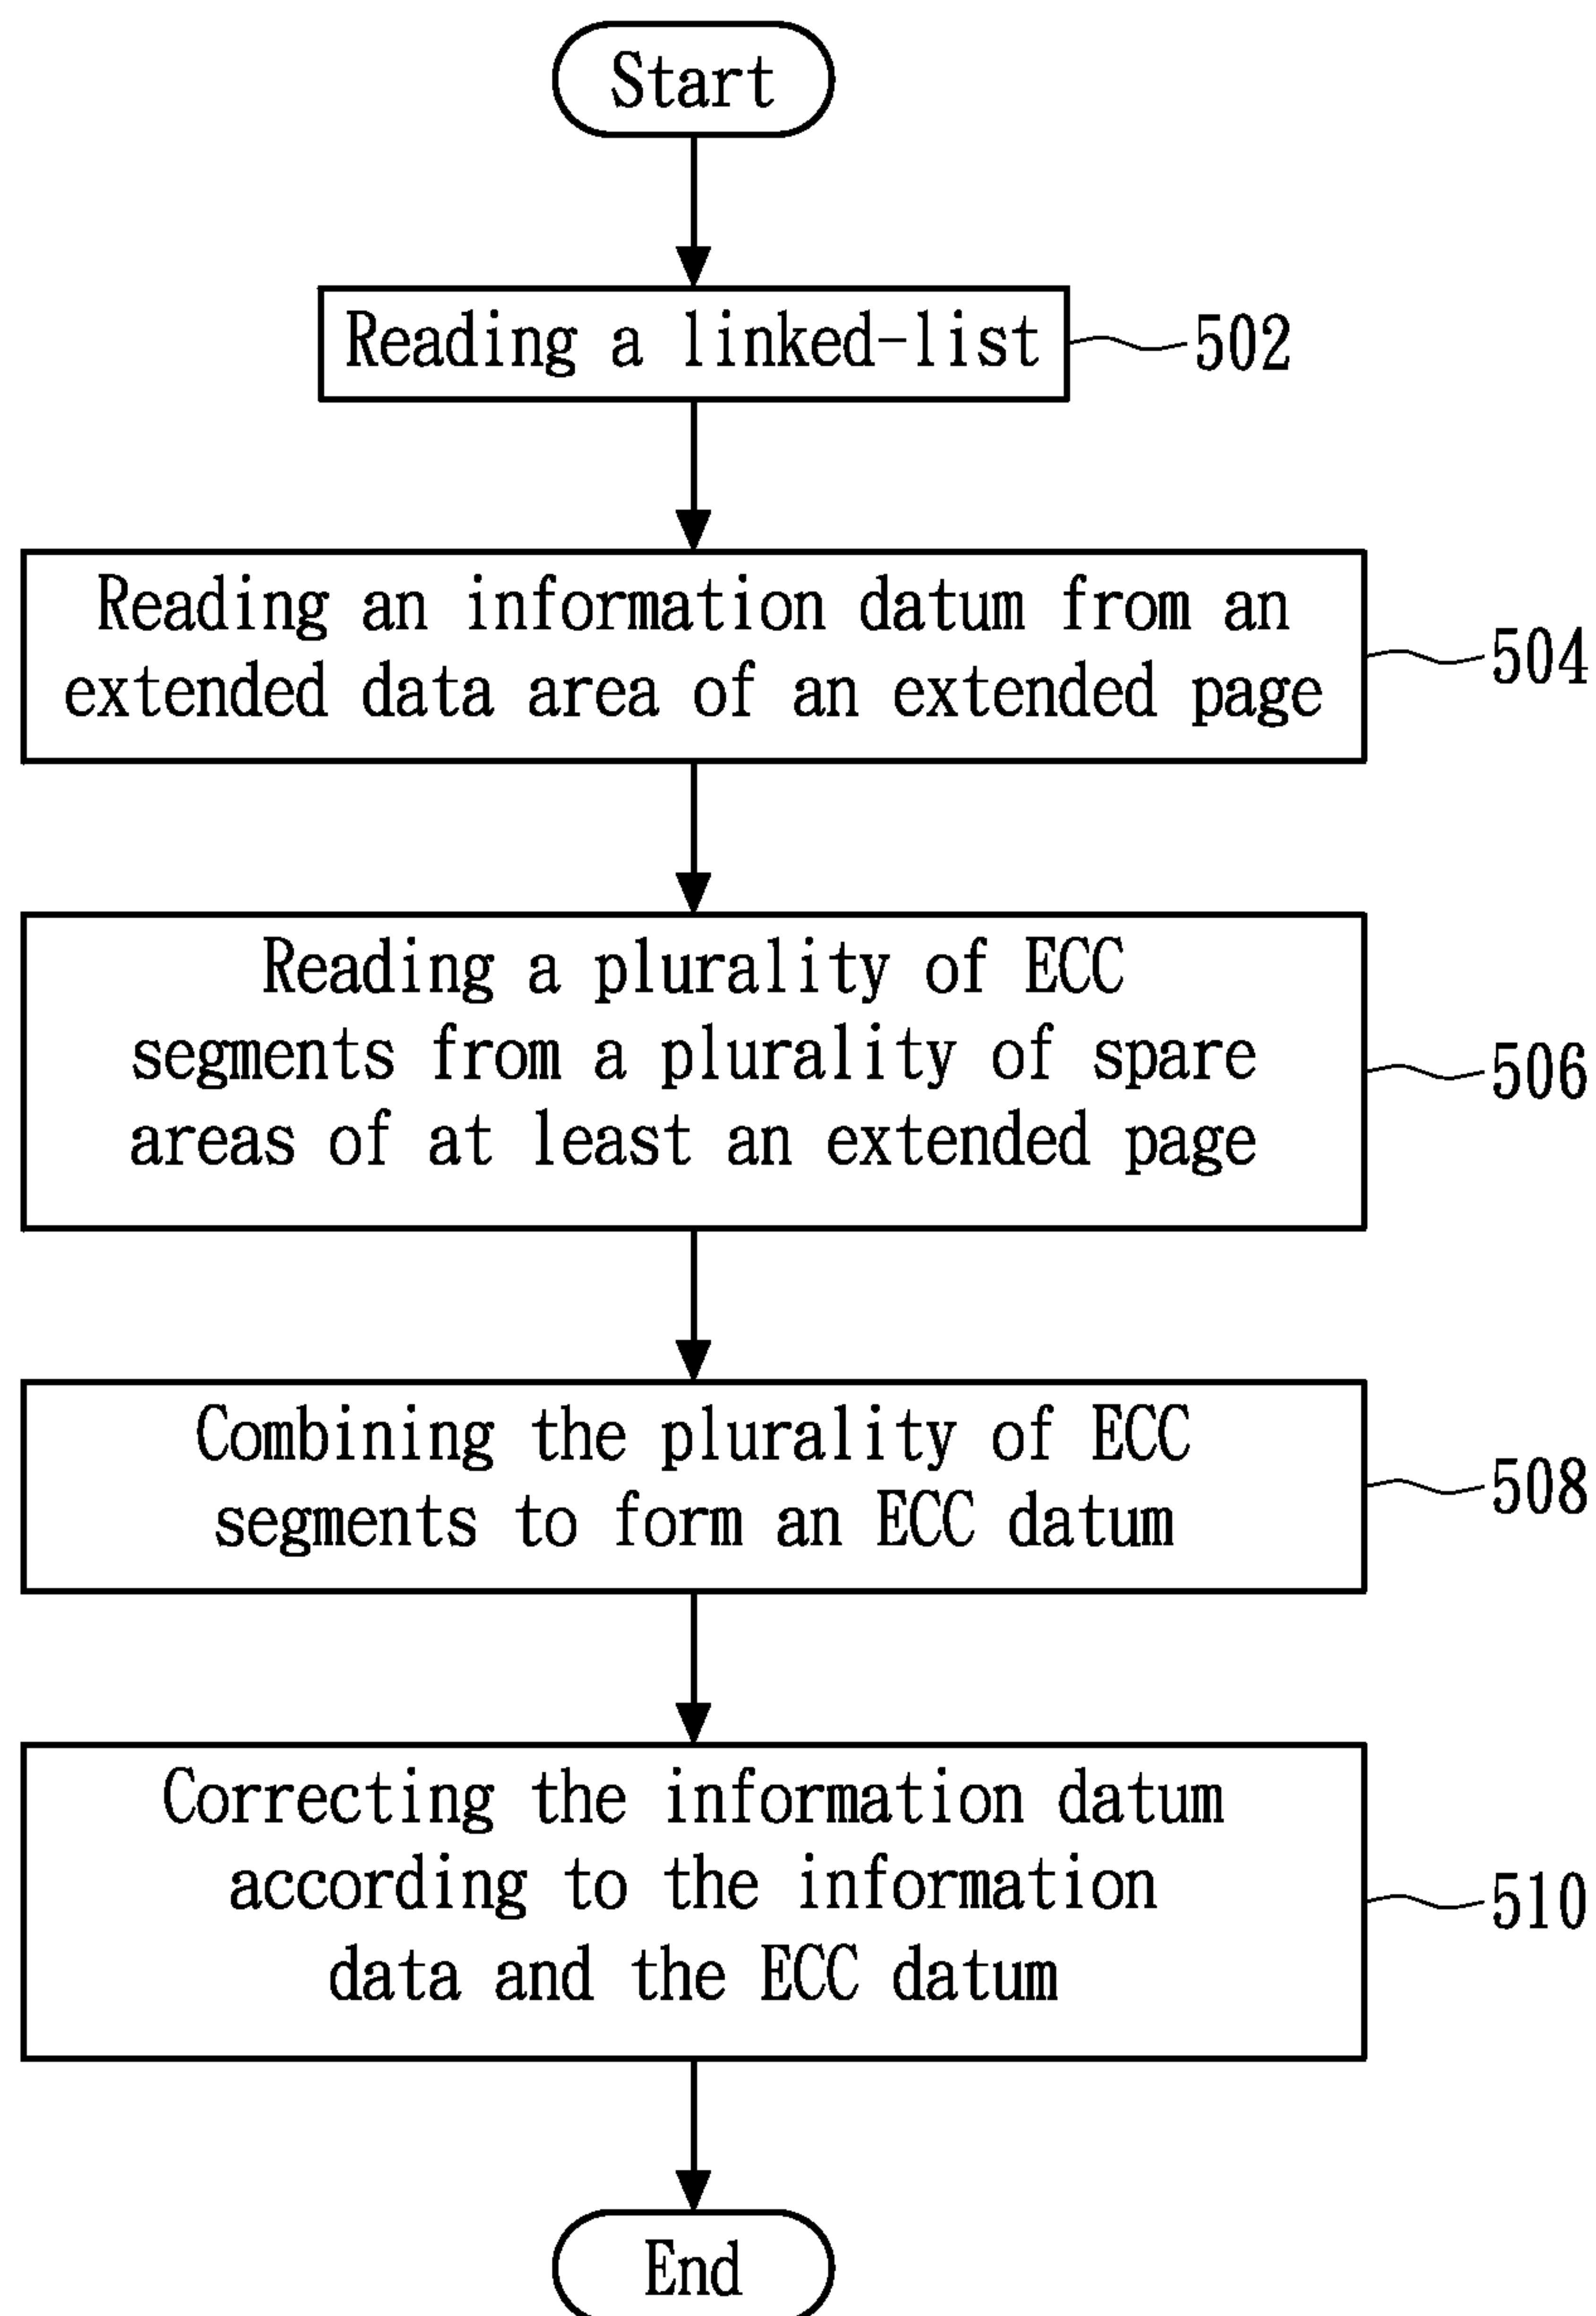 Start
Reading a linked-list
502
Reading an information datum from an
extended data area of an extended page
504
Reading a plurality of ECC
segments from a plurality of spare
areas of at least an extended page
506
Combining the plurality of ECC
segments to form an ECC datum
508
Correcting the information datum
according to the information
data and the ECC datum
510
End